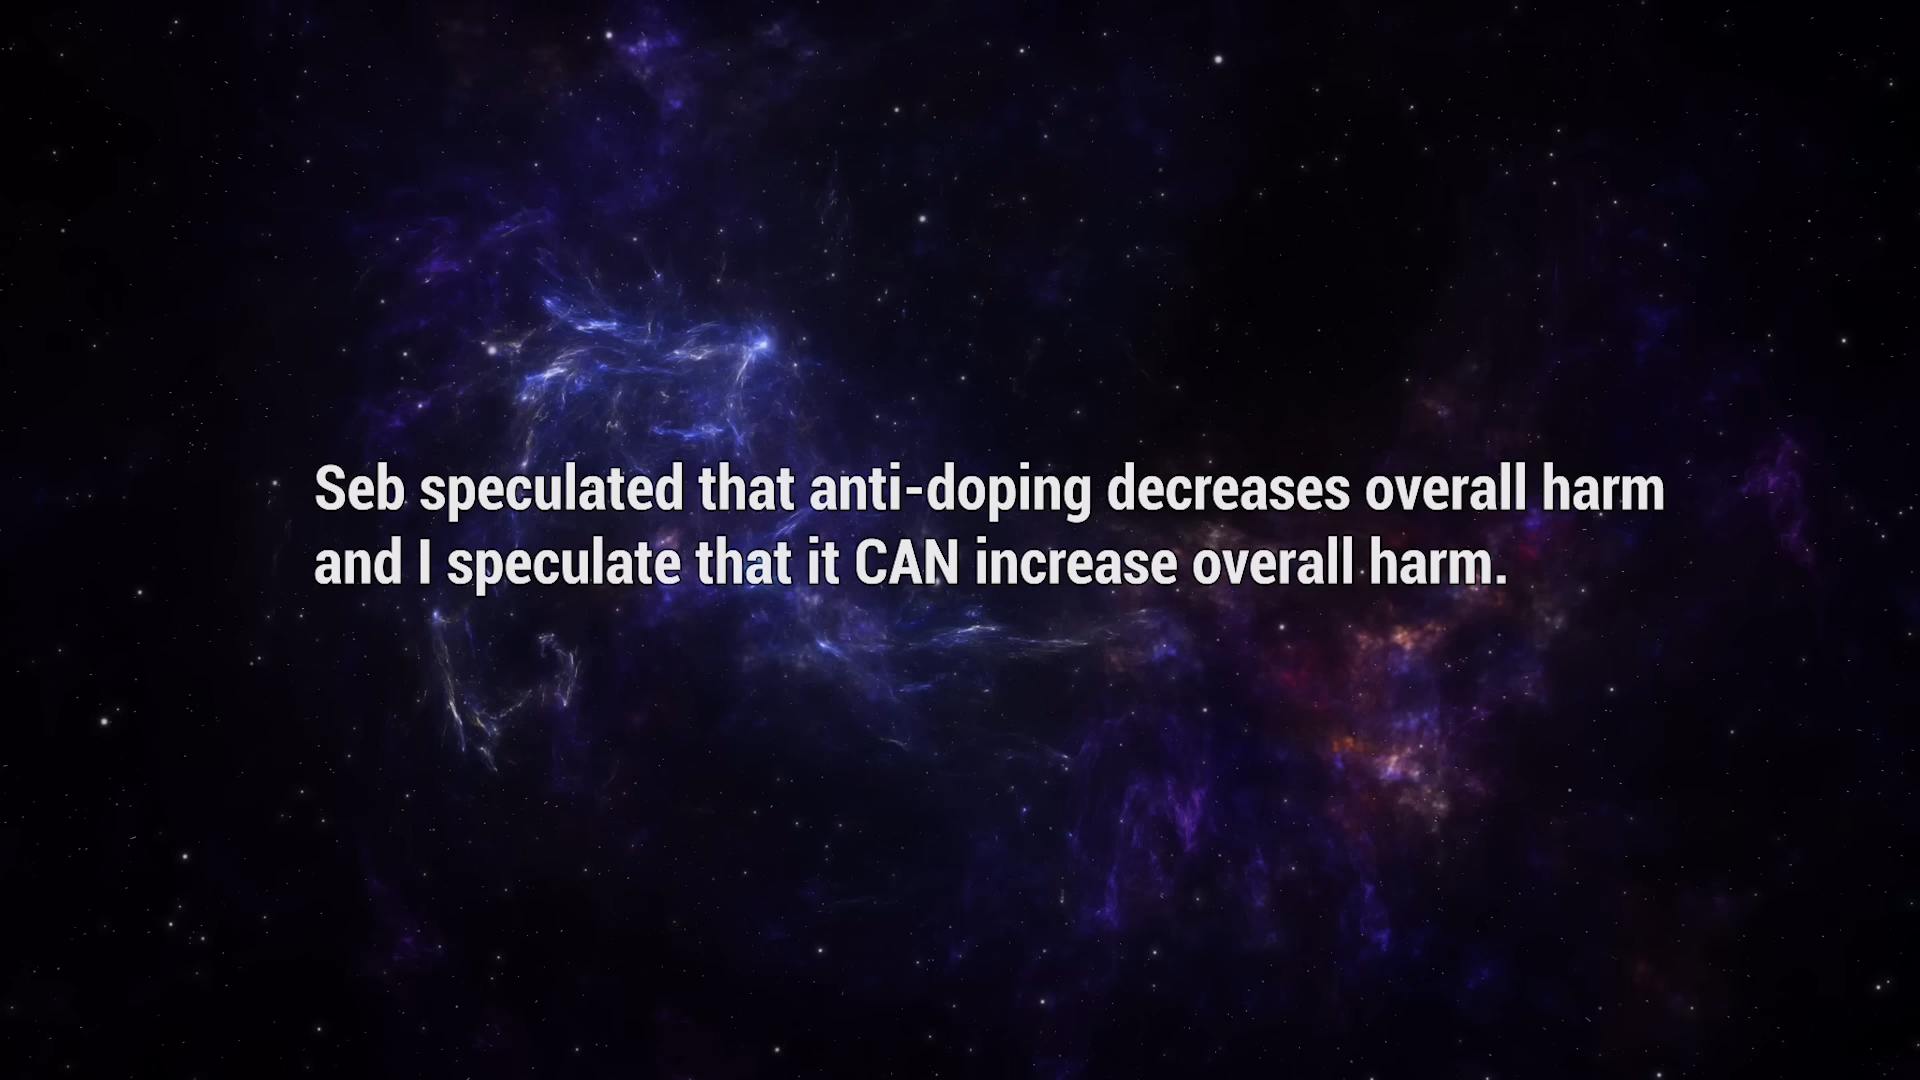 Seb speculated that anti-doping decreases overall harm
and I speculate that it CAN increase overall harm.